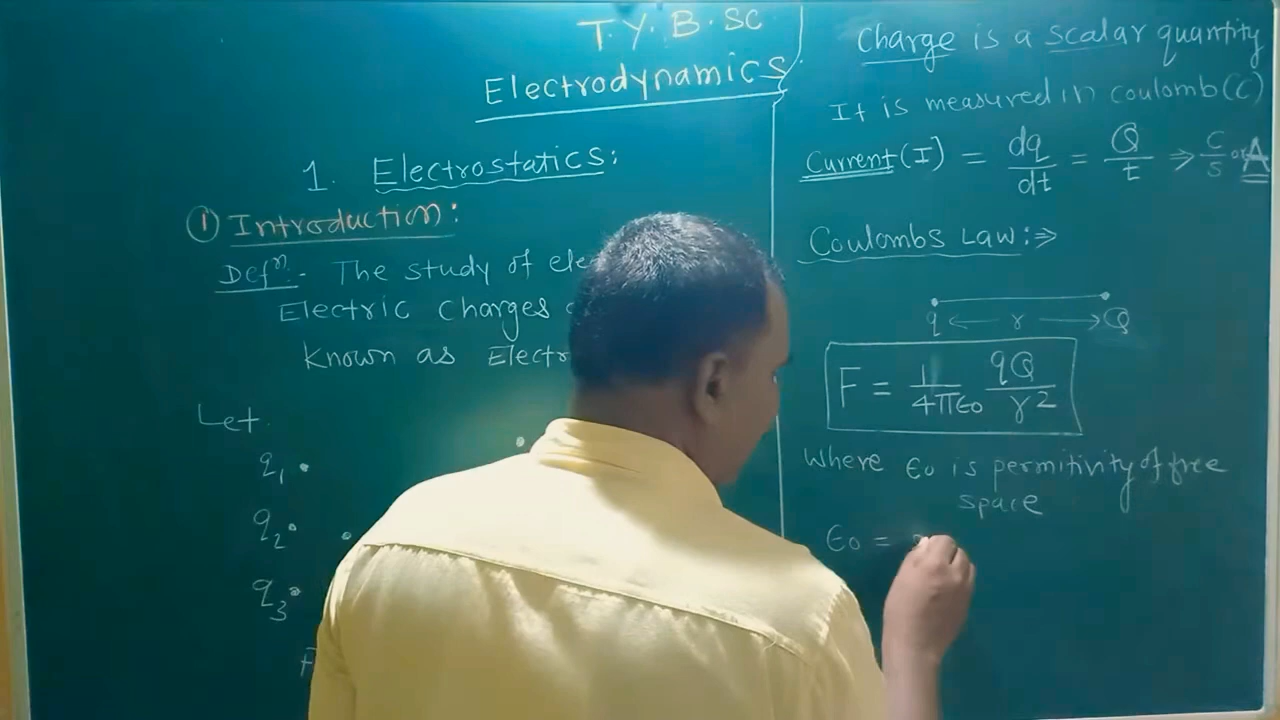 T.Y.B.SC
Electrodynamics
1. Electrostatics:
① Introduction:
Defⁿ - The study of
Electric Charges
known as
Let
q₁
q₂
q₃
Charge is a scalar quantity
It is measured in coulomb (C)
Current (I) = dq/dt = Q/t ⇒ C/s or A
Coulombs Law:⇒
q ← r → Q
F = 1/4πε₀ qQ/r²
Where ε₀ is permitivity of free
space
ε₀ =